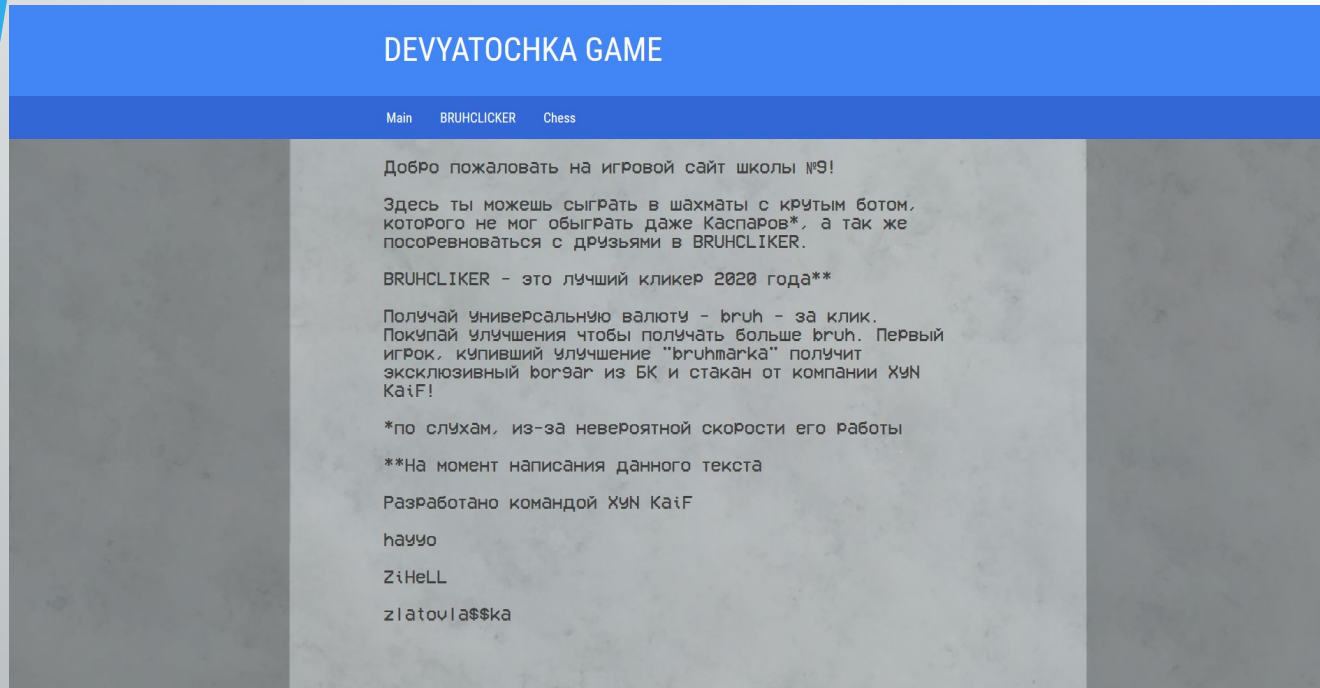 DEVYATOCHKA GAME
Main BRUHCLICKER Chess
Добро пожаловать на игровой сайт школы №9!
Здесь ты можешь сыграть в шахматы с крутым ботом,
которого не мог обыграть даже Каспаров*, а так же
посоревноваться с друзьями в BRUHCLIKER.
BRUHCLIKER - это лучший кликер 2020 года**
Получай универсальную валюту - bruh - за клик.
Покупай улучшения чтобы получать больше bruh. Первый
игрок, купивший улучшение "bruhmarka" получит
эксклюзивный borgar из БК и стакан от компании XyN
KaiF!
*по слухам, из-за невероятной скорости его работы
**На момент написания данного текста
Разработано командой XyN KaiF
hayyo
ZiHeLL
zlatovla$$ka